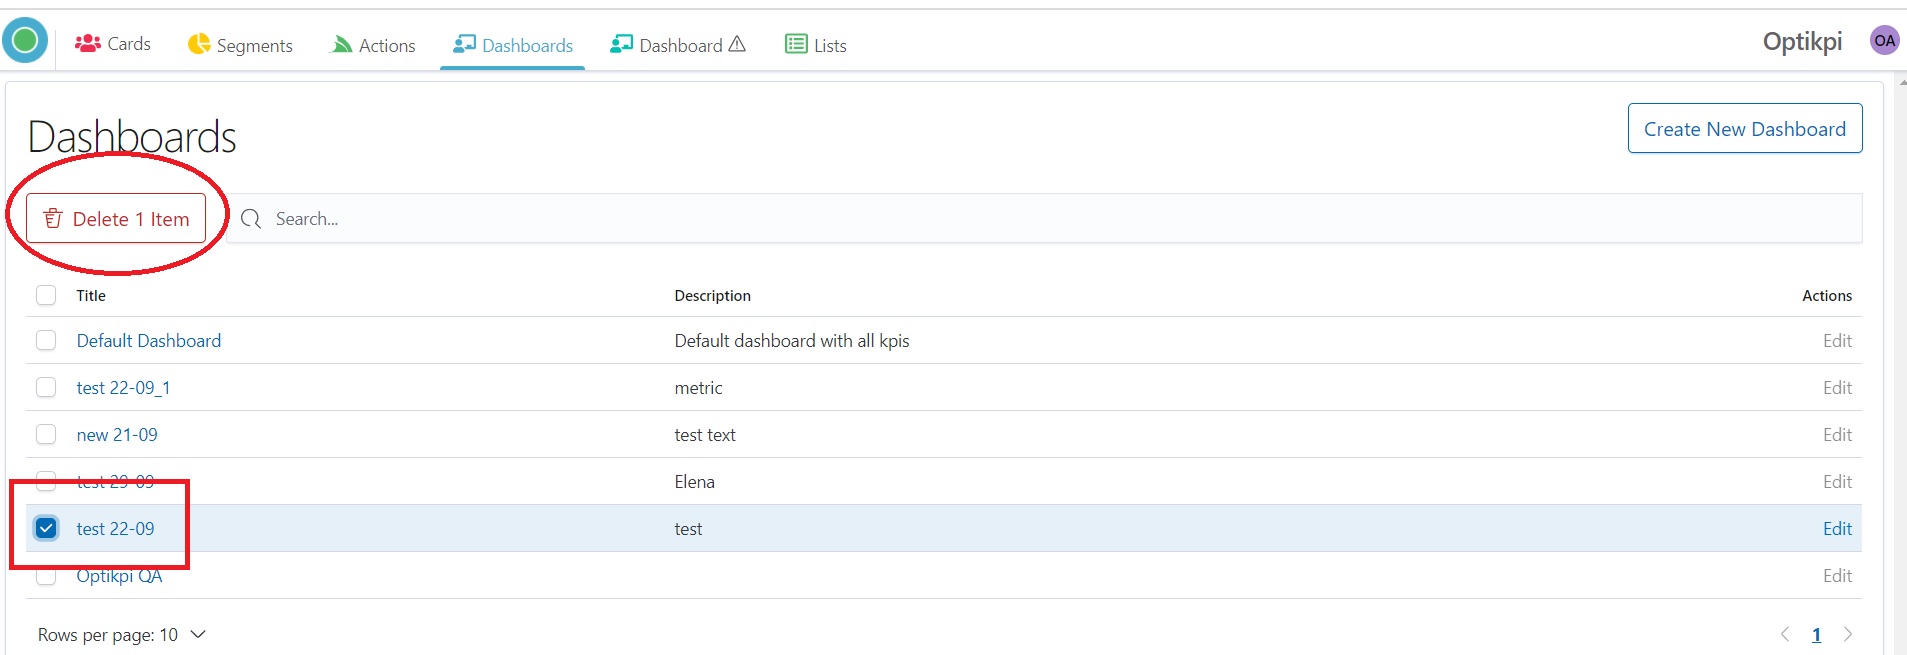 Cards Segments Actions Dashboards Dashboard Lists Optikpi OA
Dashboards
Create New Dashboard
Delete 1 Item Search...
Title Description Actions
Default Dashboard Default dashboard with all kpis Edit
test 22-09_1 metric Edit
new 21-09 test text Edit
test 29-09 Elena Edit
test 22-09 test Edit
Optikpi QA Edit
Rows per page: 10 1